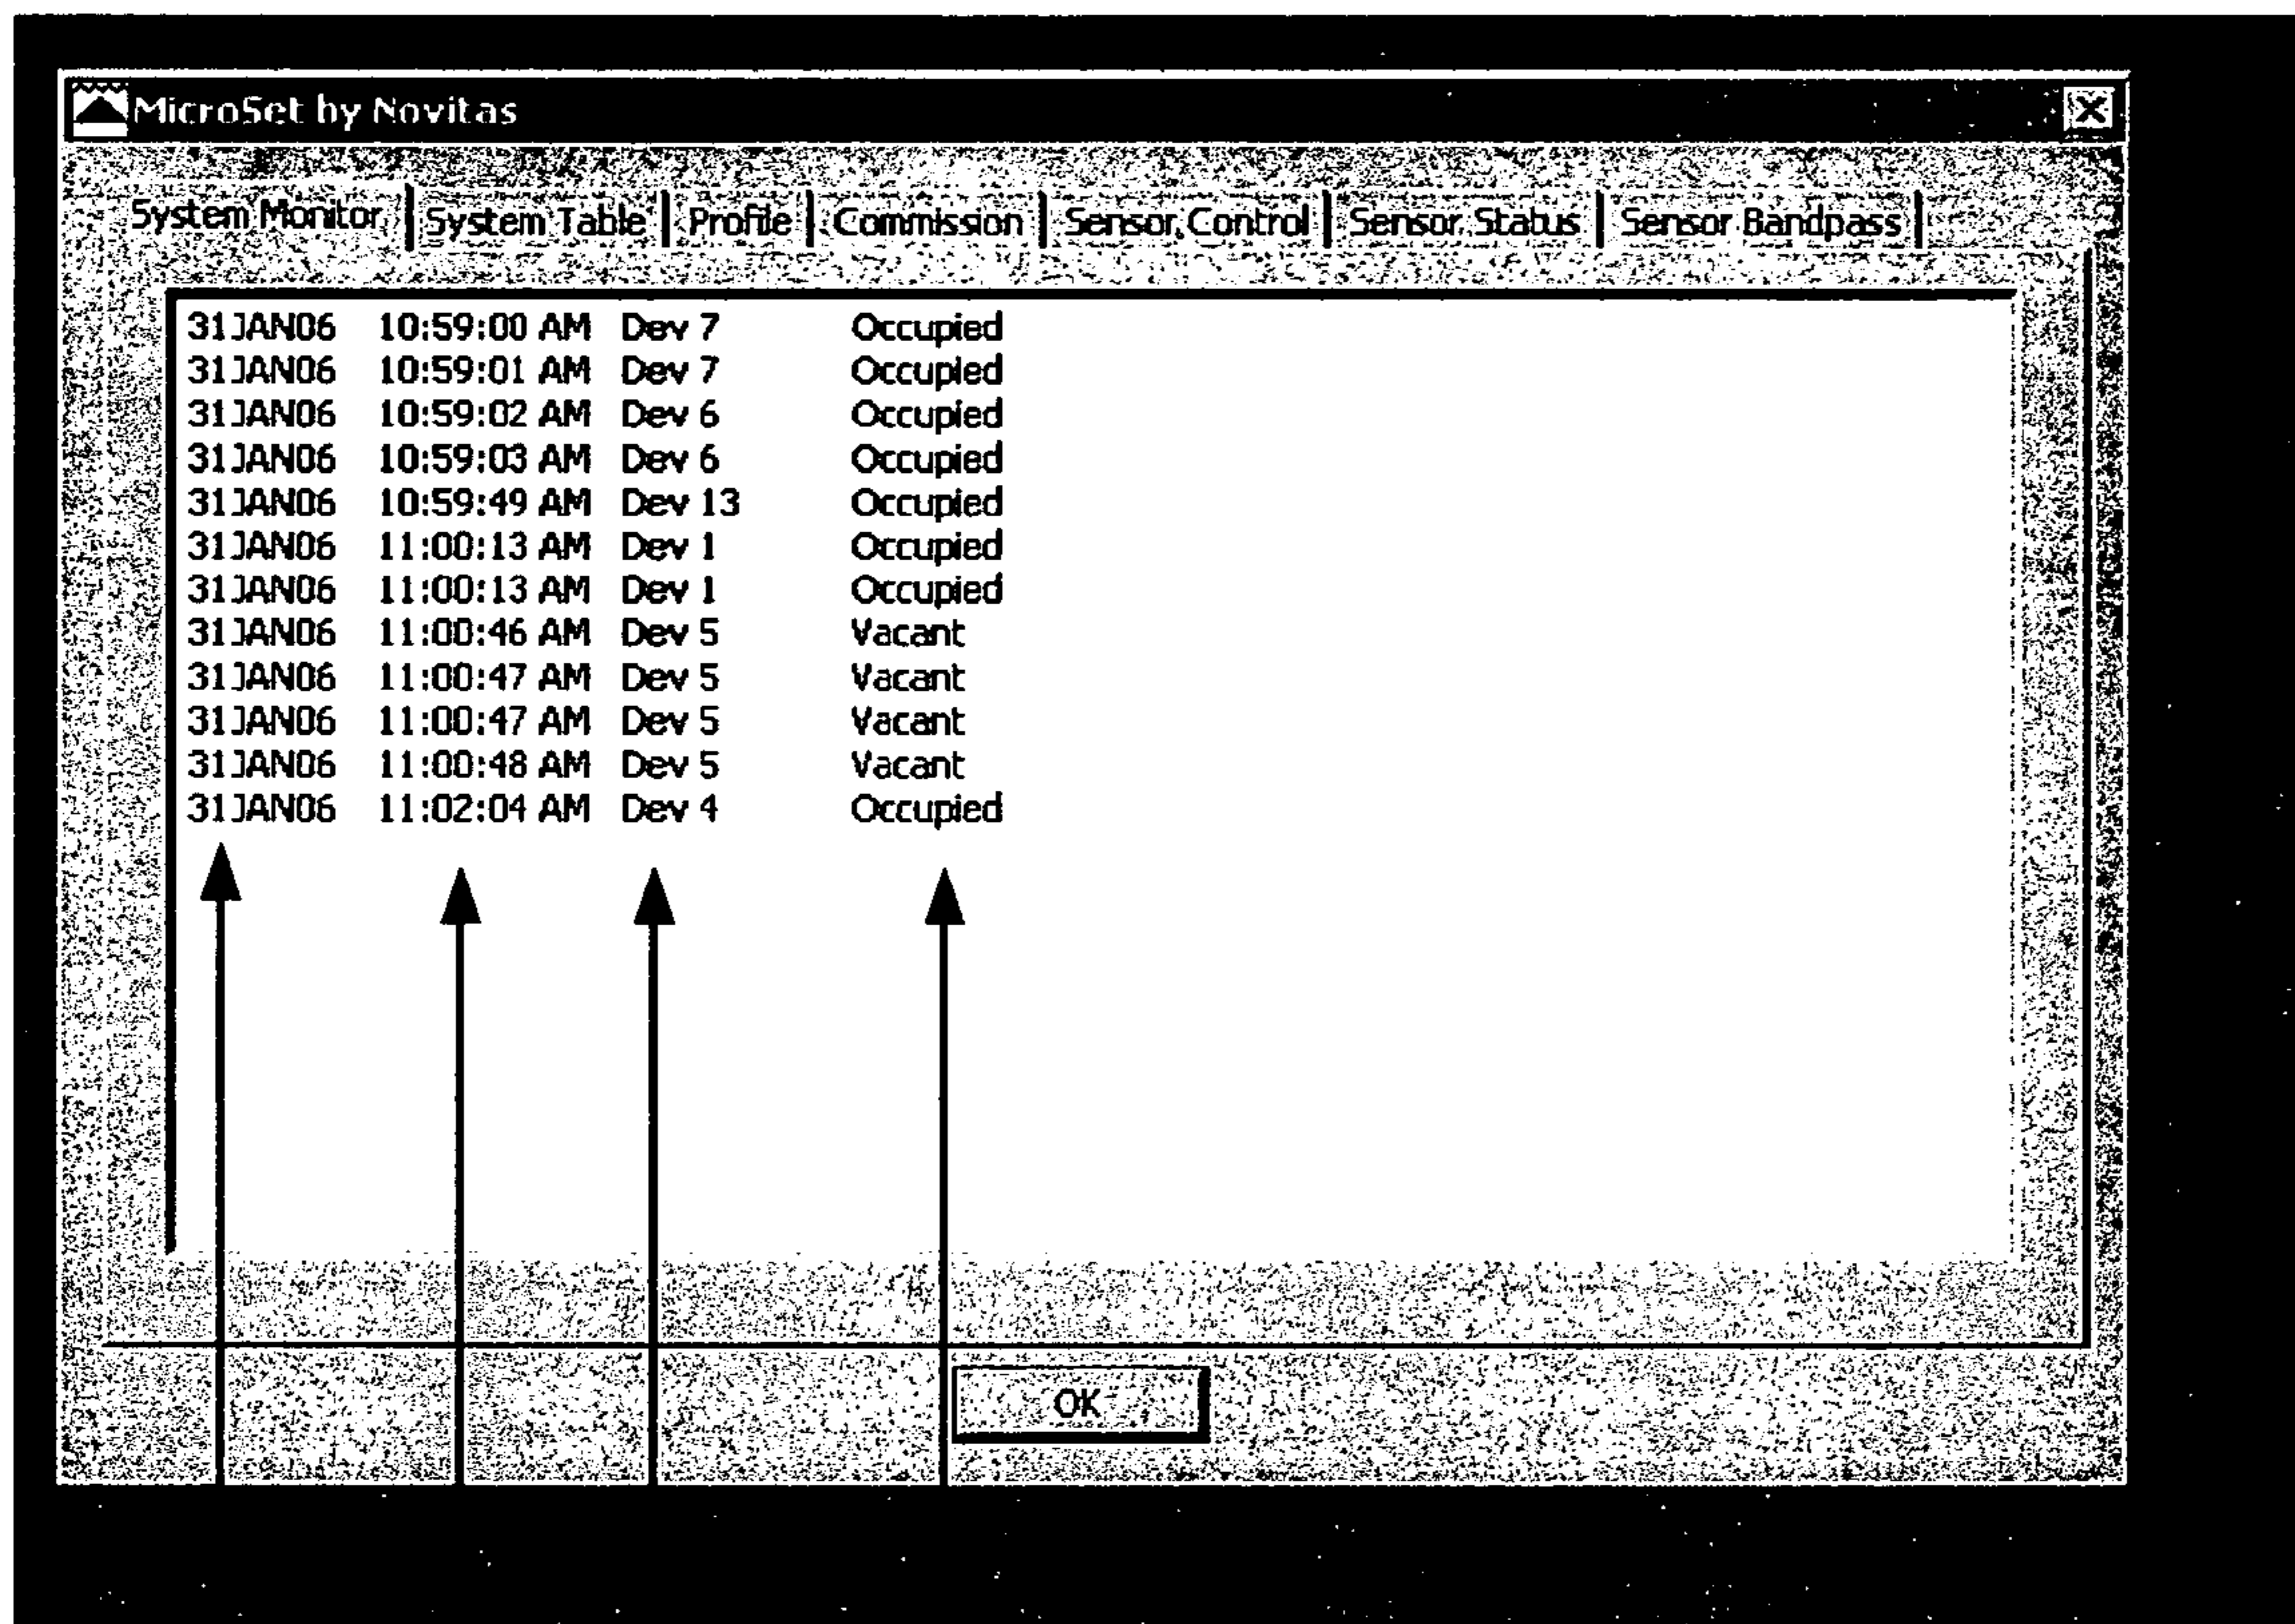 MicroSet by Novitas
System Monitor System Table Profile Commission Sensor Control Sensor Status Sensor Bandpass
31JAN06 10:59:00 AM Dev 7 Occupied
31JAN06 10:59:01 AM Dev 7 Occupied
31JAN06 10:59:02 AM Dev 6 Occupied
31JAN06 10:59:03 AM Dev 6 Occupied
31JAN06 10:59:49 AM Dev 13 Occupied
31JAN06 11:00:13 AM Dev 1 Occupied
31JAN06 11:00:13 AM Dev 1 Occupied
31JAN06 11:00:46 AM Dev 5 Vacant
31JAN06 11:00:47 AM Dev 5 Vacant
31JAN06 11:00:47 AM Dev 5 Vacant
31JAN06 11:00:48 AM Dev 5 Vacant
31JAN06 11:02:04 AM Dev 4 Occupied
OK